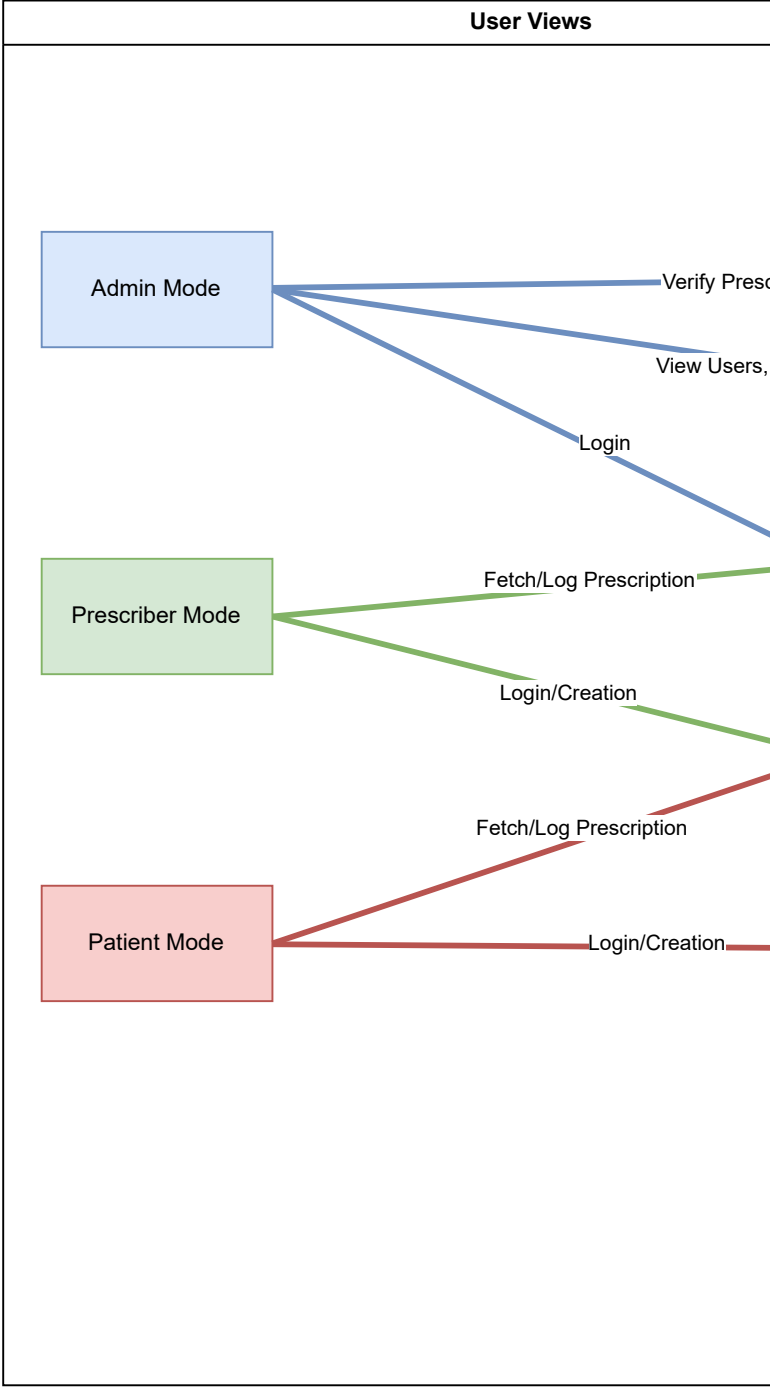 User Views
Admin Mode
Verify Presc
View Users,
Login
Prescriber Mode
Fetch/Log Prescription
Login/Creation
Fetch/Log Prescription
Patient Mode
Login/Creation